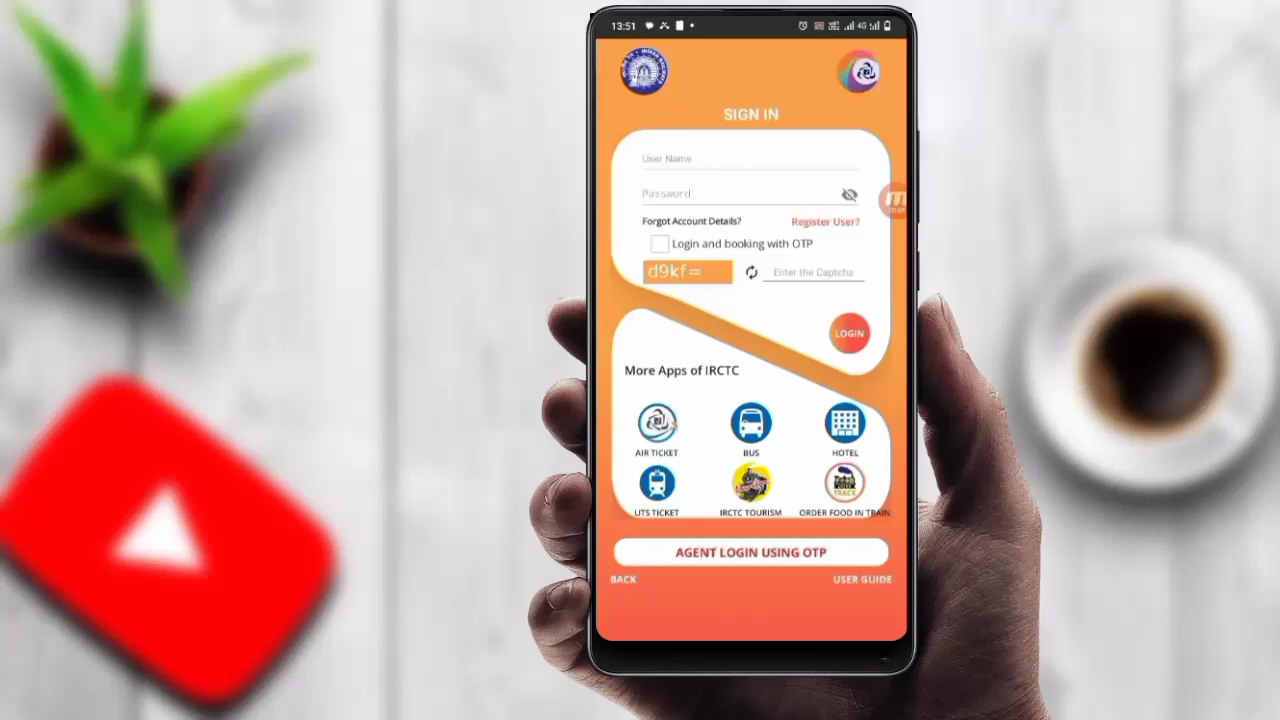 13:51
4G
SIGN IN
User Name
Password
Forgot Account Details?
Register User?
Login and booking with OTP
d9kf=
Enter the Captcha
LOGIN
More Apps of IRCTC
AIR TICKET
BUS
HOTEL
UTS TICKET
IRCTC TOURISM
ORDER FOOD IN TRAIN
AGENT LOGIN USING OTP
BACK
USER GUIDE